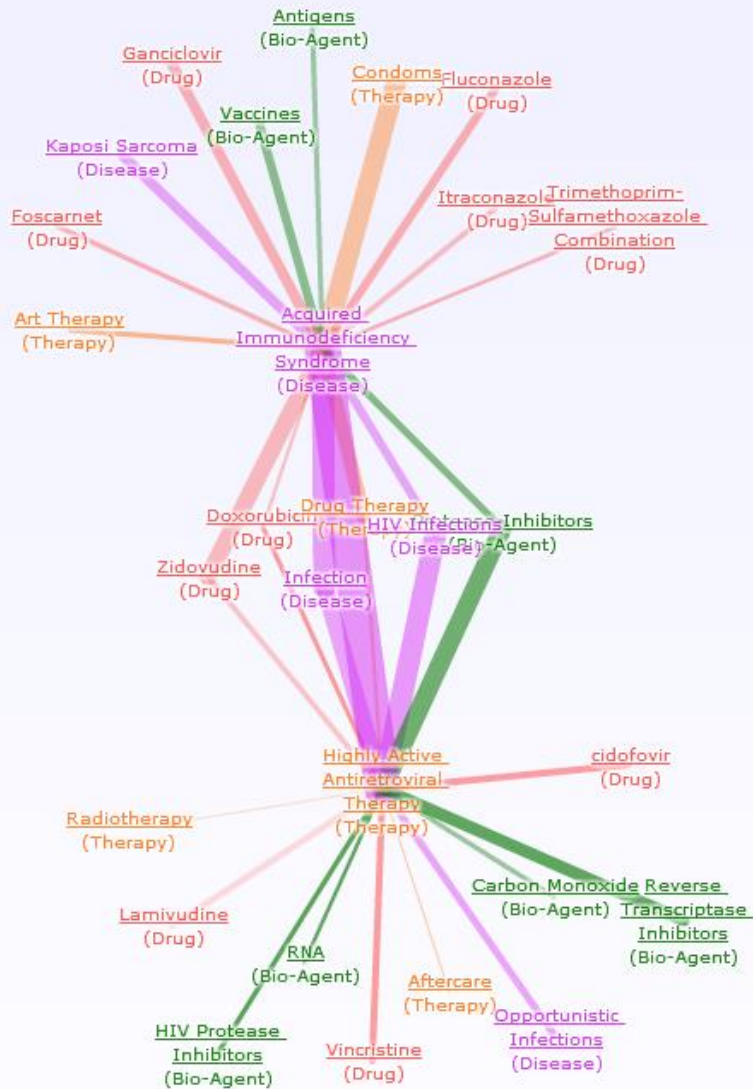 Antigens
(Bio-Agent)
Ganciclovir
(Drug)
Condoms
(Therapy)
Fluconazole
(Drug)
Vaccines
(Bio-Agent)
Kaposi Sarcoma
(Disease)
Foscarnet
(Drug)
Itraconazole
(Drug)
Trimethoprim-
Sulfamethoxazole
Combination
(Drug)
Art Therapy
(Therapy)
Acquired
Immunodeficiency
Syndrome
(Disease)
Drug Therapy
(Therapy)
Doxorubicin
(Drug)
HIV Infections
(Disease)
Inhibitors
(Bio-Agent)
Zidovudine
(Drug)
Infection
(Disease)
Highly Active
Antiretroviral
Therapy
(Therapy)
cidofovir
(Drug)
Radiotherapy
(Therapy)
Carbon Monoxide
(Bio-Agent)
Reverse
Transcriptase
Inhibitors
(Bio-Agent)
Lamivudine
(Drug)
RNA
(Bio-Agent)
Aftercare
(Therapy)
Opportunistic
Infections
(Disease)
HIV Protease
Inhibitors
(Bio-Agent)
Vincristine
(Drug)